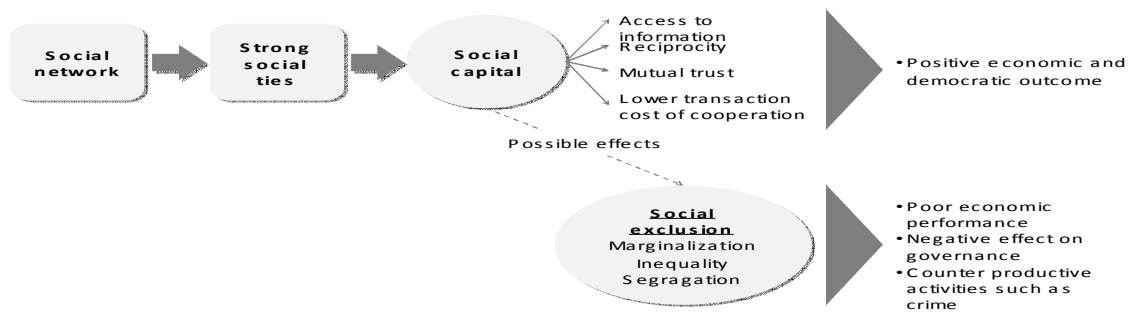 Social
network
Strong
social
ties
Social
capital
Access to
information
Reciprocity
Mutual trust
Lower transaction
cost of cooperation
• Positive economic and
democratic outcome
Possible effects
Social
exclusion
Marginalization
Inequality
Segragation
• Poor economic
performance
• Negative effect on
governance
• Counter productive
activities such as
crime